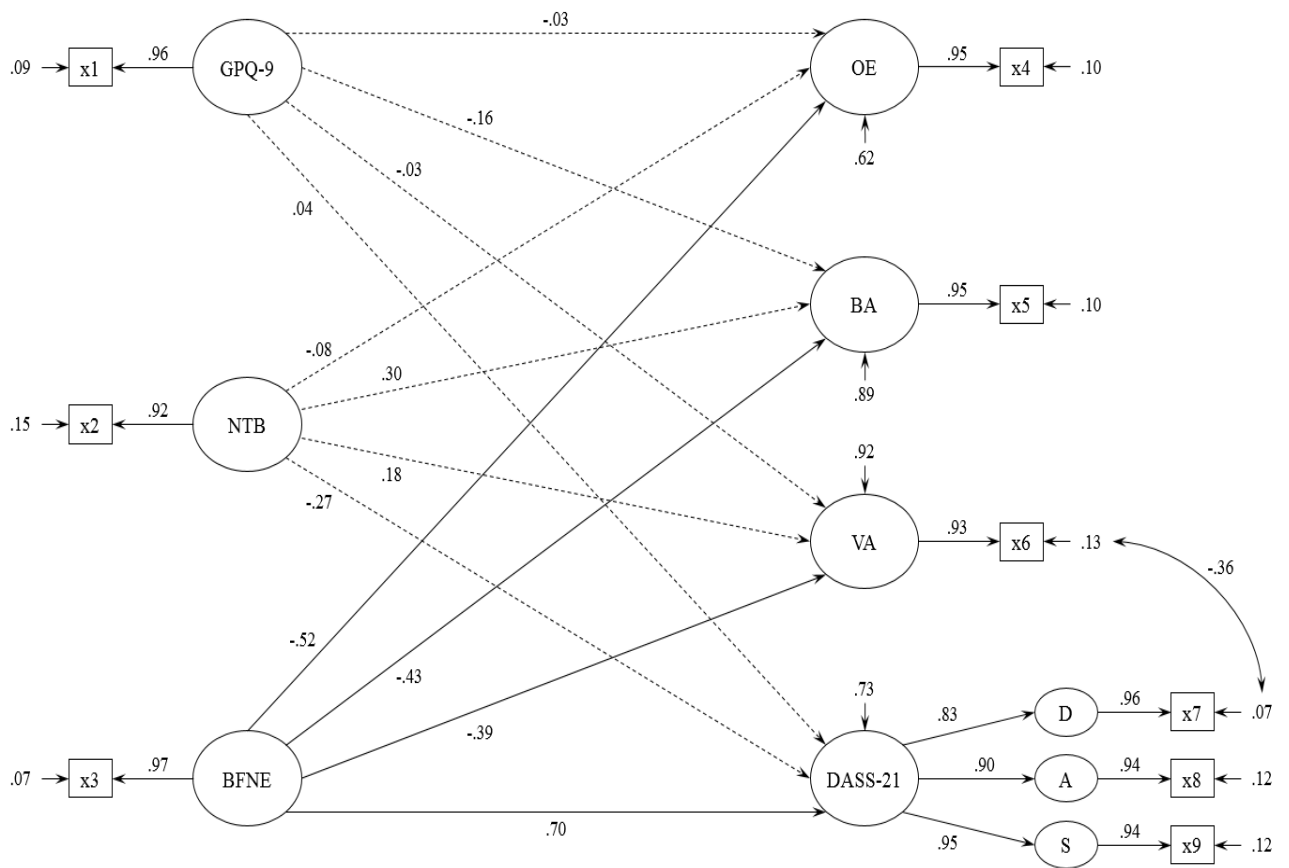 -.03
.09 x1 .96 GPQ-9 OE .95 x4 .10
-.16
.62
-.03
.04
BA .95 x5 .10
-.08
.30
.89
.15 x2 .92 NTB
.92
.18
-.27
VA .93 x6 .13
-.36
-.52
-.43
.73
.83 D .96 x7 .07
-.39
.07 x3 .97 BFNE DASS-21 .90 A .94 x8 .12
.70
.95 S .94 x9 .12